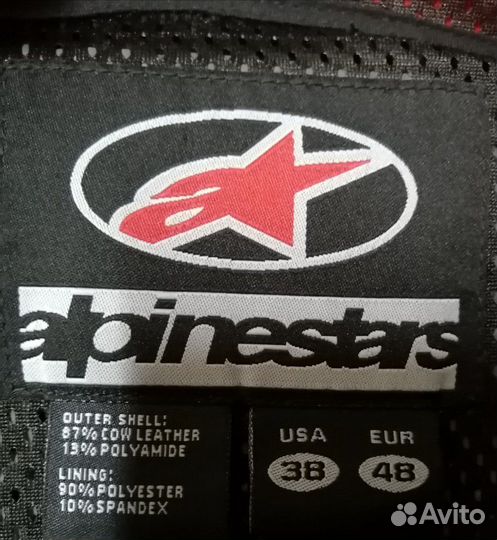 alpinestars
OUTER SHELL:
87% COW LEATHER
13% POLYAMIDE
LINING:
90% POLYESTER
10% SPANDEX
USA EUR
38 48
Avito